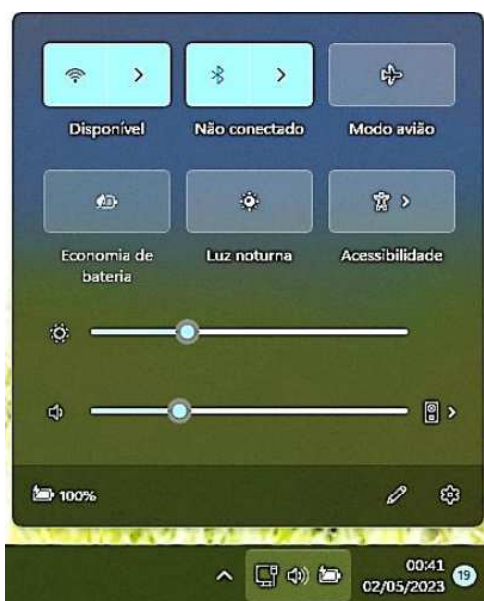 Disponível
Não conectado
Modo avião
Economia de
bateria
Luz noturna
Acessibilidade
100%
00:41
02/05/2023
19